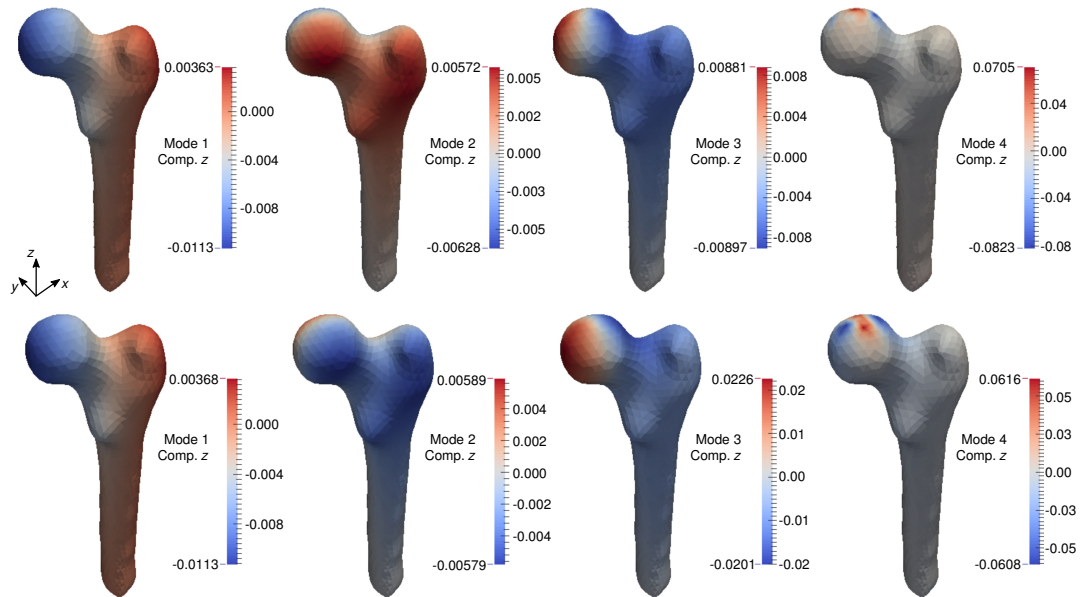 0.00363
0.000
Mode 1
Comp. z
-0.004
-0.008
-0.0113
0.00572
0.005
0.002
Mode 2
Comp. z
0.000
-0.003
-0.005
-0.00628
0.00881
0.008
0.004
Mode 3
Comp. z
0.000
-0.004
-0.008
-0.00897
0.0705
0.04
Mode 4
Comp. z
0.00
-0.04
-0.08
-0.0823
z
y
x
0.00368
0.000
Mode 1
Comp. z
-0.004
-0.008
-0.0113
0.00589
0.004
0.002
Mode 2
Comp. z
0.000
-0.002
-0.004
-0.00579
0.0226
0.02
0.01
Mode 3
Comp. z
0.00
-0.01
-0.02
-0.0201
0.0616
0.05
0.03
Mode 4
Comp. z
0.00
-0.03
-0.05
-0.0608